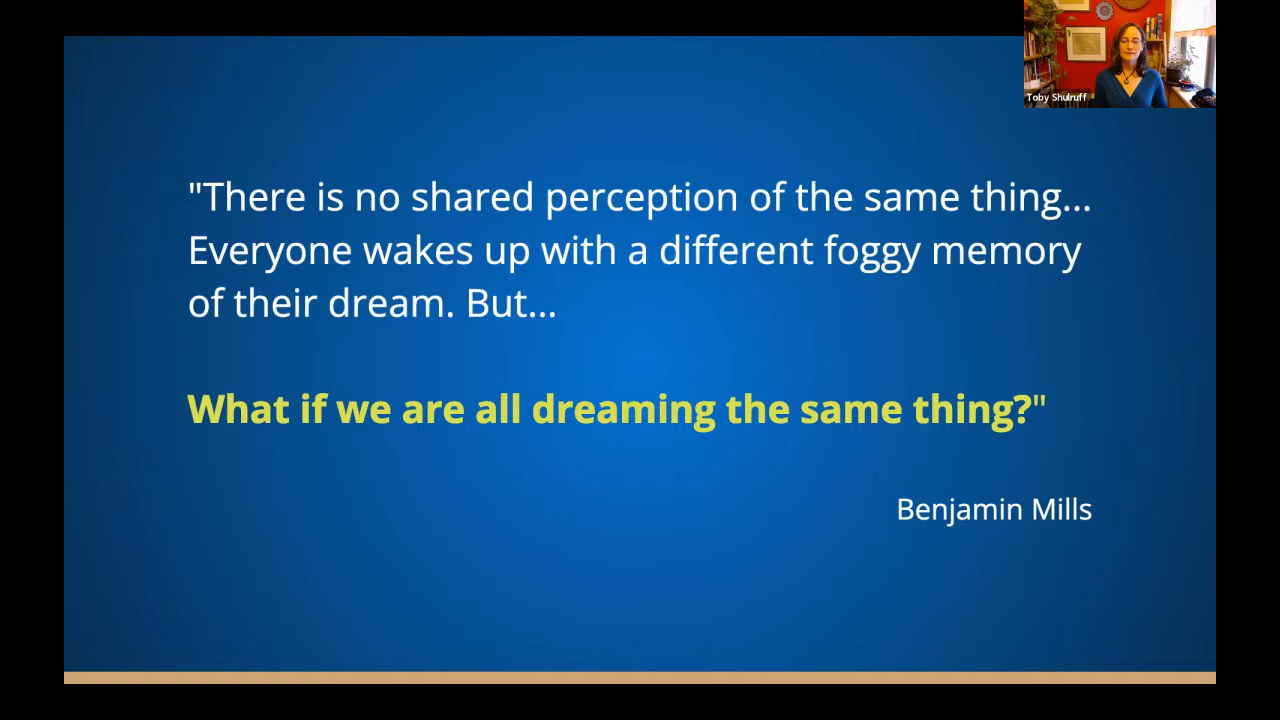 Toby Shulruff
"There is no shared perception of the same thing...
Everyone wakes up with a different foggy memory
of their dream. But...
What if we are all dreaming the same thing?"
Benjamin Mills